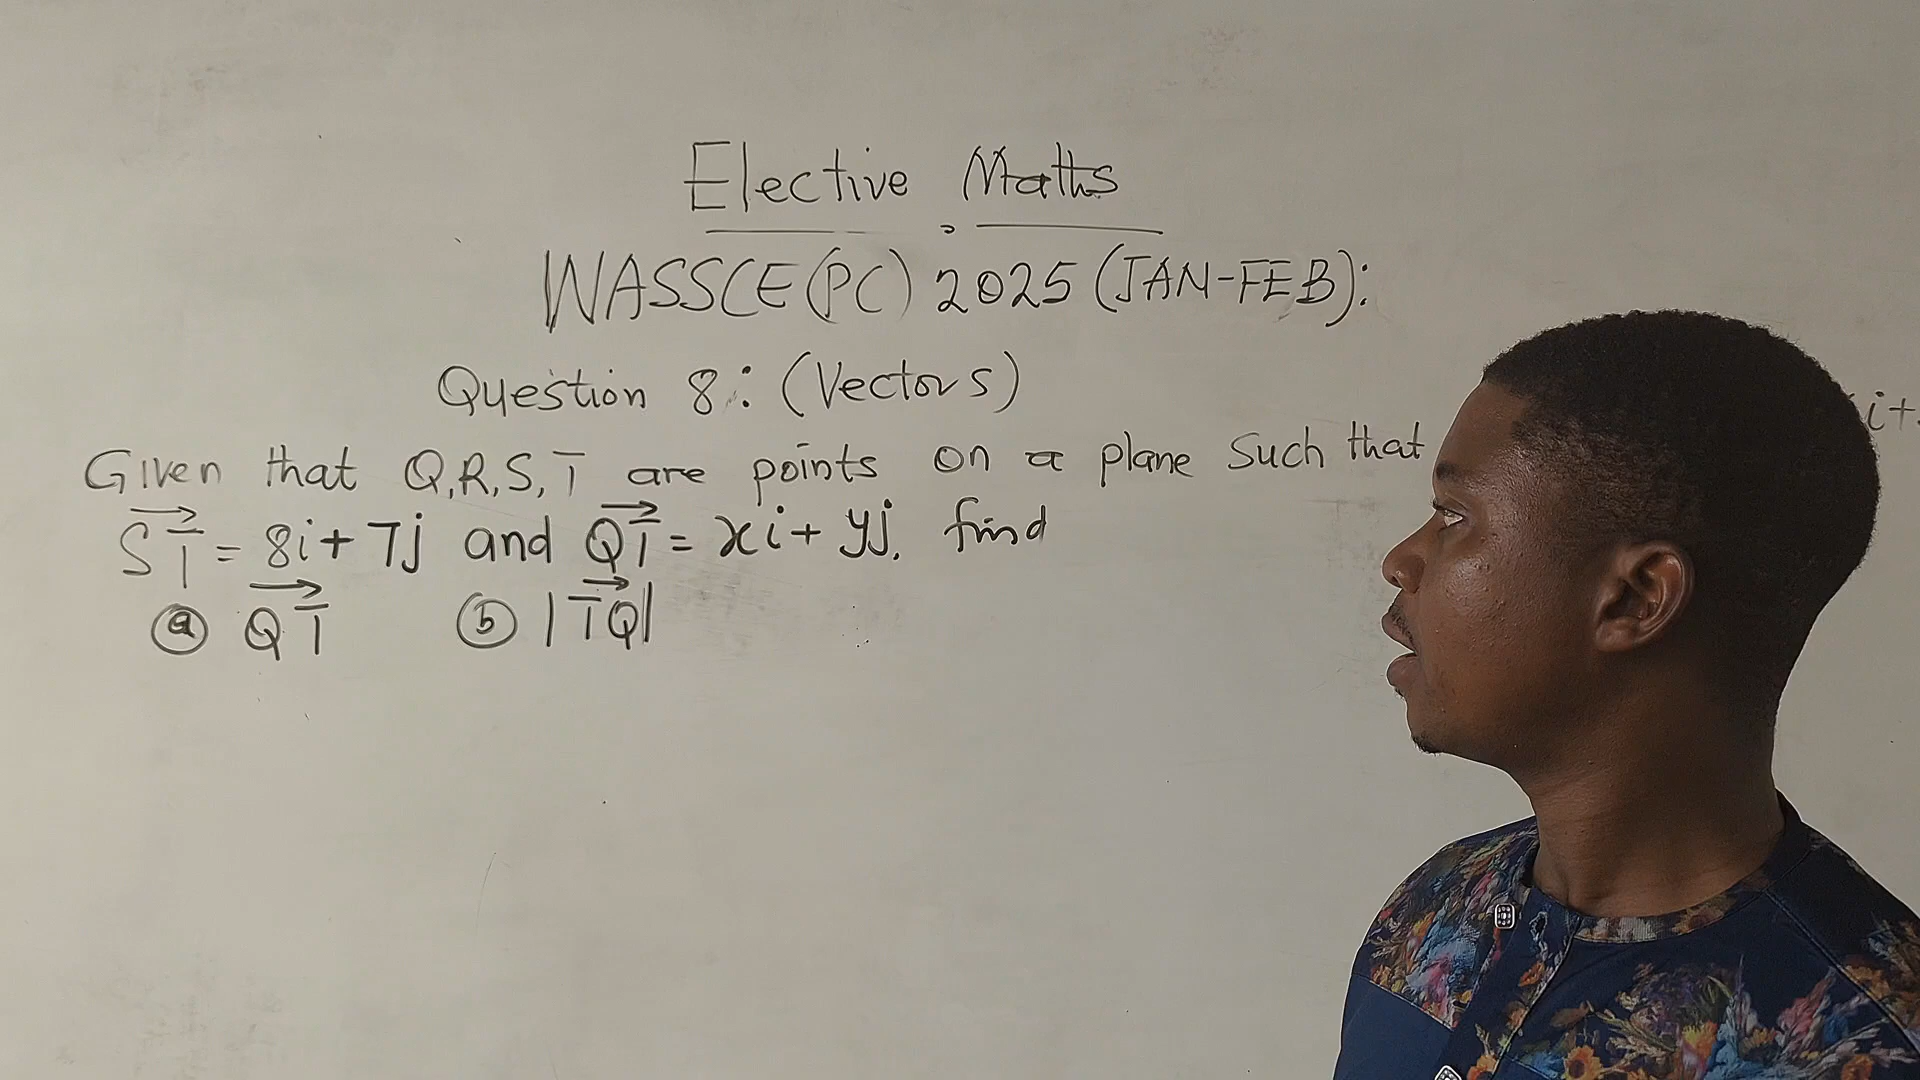 Elective Maths
WASSCE(PC) 2025 (JAN-FEB):
Question 8: (Vectors)
i+
Given that Q,R,S,T are points on a plane such that
ST = 8i+7j and QT = xi+yj, find
(a) QT (b) |TQ|